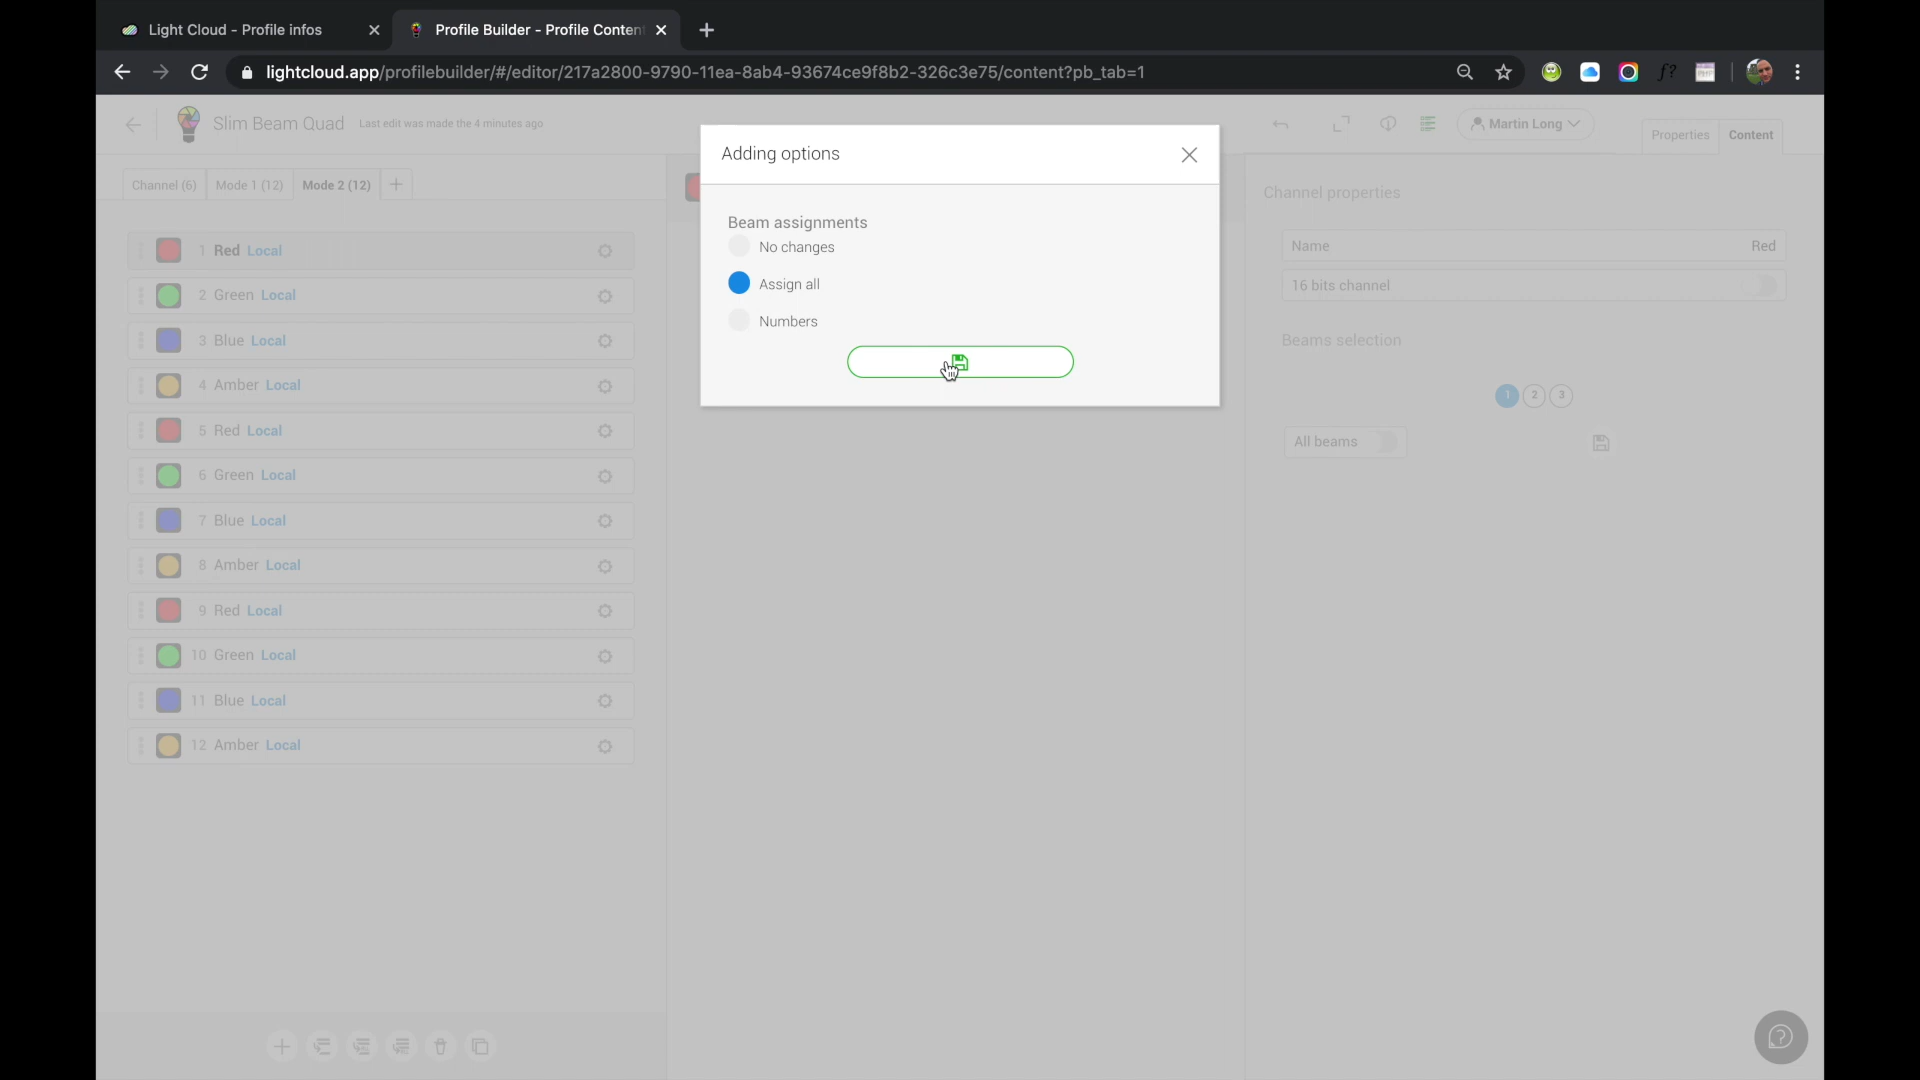 Light Cloud - Profile infos
Profile Builder - Profile Conten
lightcloud.app/profilebuilder/#/editor/217a2800-9790-11ea-8ab4-93674ce9f8b2-326c3e75/content?pb_tab=1
f?
Slim Beam Quad
Last edit was made the 4 minutes ago
Martin Long
Properties
Content
Channel (6)
Mode 1 (12)
Mode 2 (12)
1 Red Local
2 Green Local
3 Blue Local
4 Amber Local
5 Red Local
6 Green Local
7 Blue Local
8 Amber Local
9 Red Local
10 Green Local
11 Blue Local
12 Amber Local
Adding options
Beam assignments
No changes
Assign all
Numbers
Channel properties
Name
Red
16 bits channel
Beams selection
1 2 3
All beams